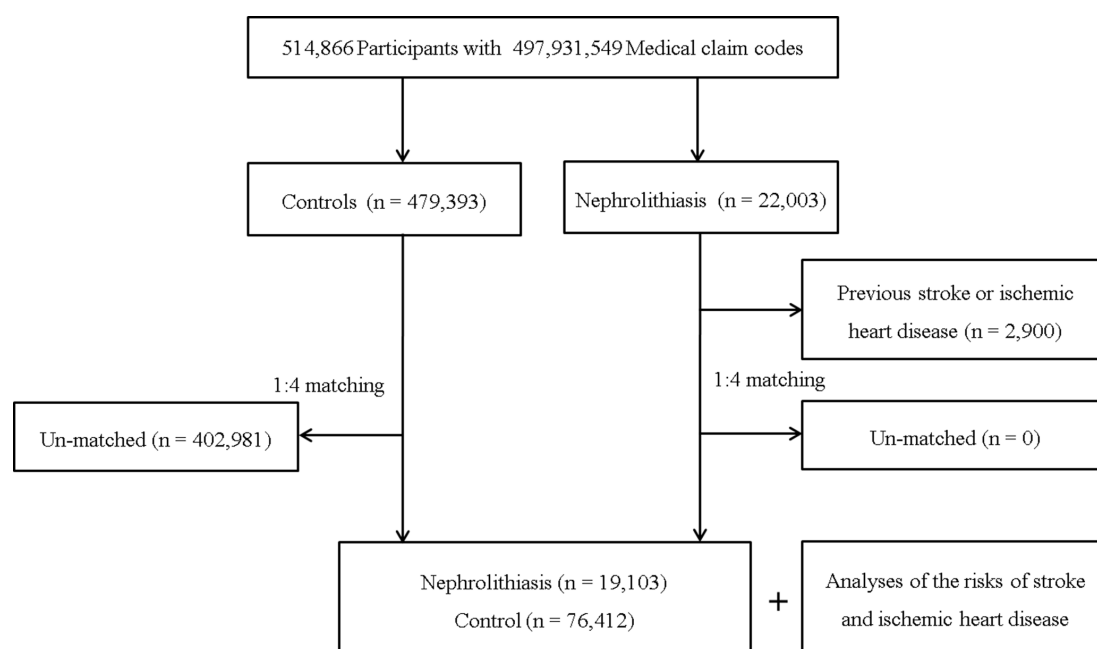 514,866 Participants with 497,931,549 Medical claim codes
Controls (n = 479,393)
Nephrolithiasis (n = 22,003)
Previous stroke or ischemic
heart disease (n = 2,900)
1:4 matching
1:4 matching
Un-matched (n = 402,981)
Un-matched (n = 0)
Nephrolithiasis (n = 19,103)
Control (n = 76,412)
+
Analyses of the risks of stroke
and ischemic heart disease